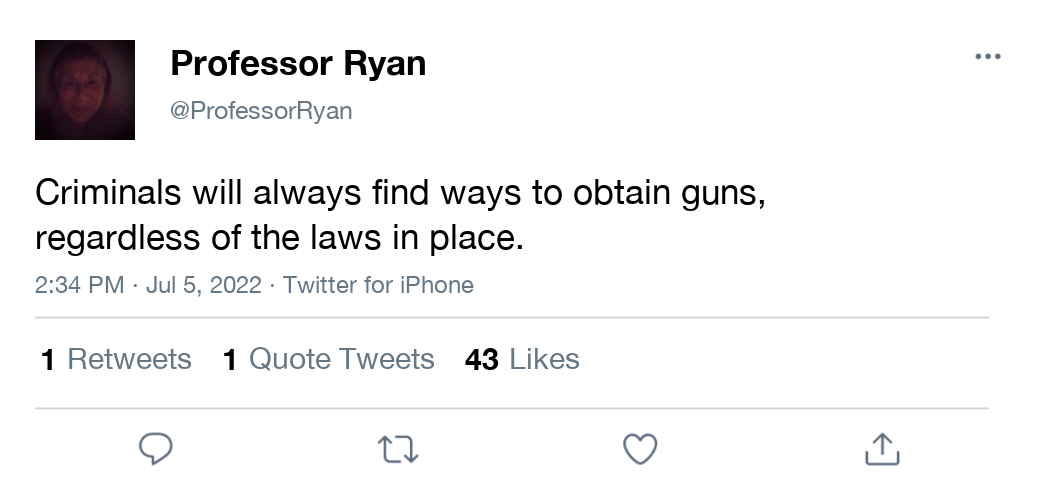 Professor Ryan
@ProfessorRyan
Criminals will always find ways to obtain guns,
regardless of the laws in place.
2:34 PM · Jul 5, 2022 · Twitter for iPhone
1 Retweets 1 Quote Tweets 43 Likes